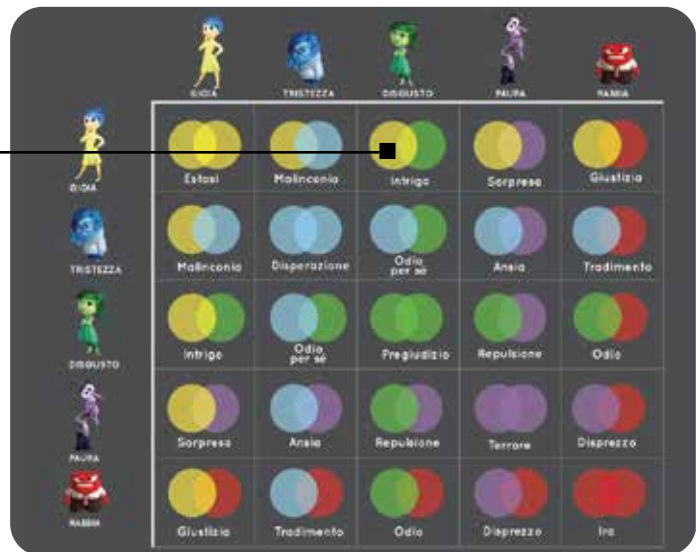 GIOIA TRISTEZZA DISGUSTO PAURA RABBIA
GIOIA
Estasi Malinconia Intrigo Sorpresa Giustizia
TRISTEZZA
Malinconia Disperazione Odio per sé Ansia Tradimento
DISGUSTO
Intrigo Odio per sé Pregiudizio Repulsione Odio
PAURA
Sorpresa Ansia Repulsione Terrore Disprezzo
RABBIA
Giustizia Tradimento Odio Disprezzo Ira